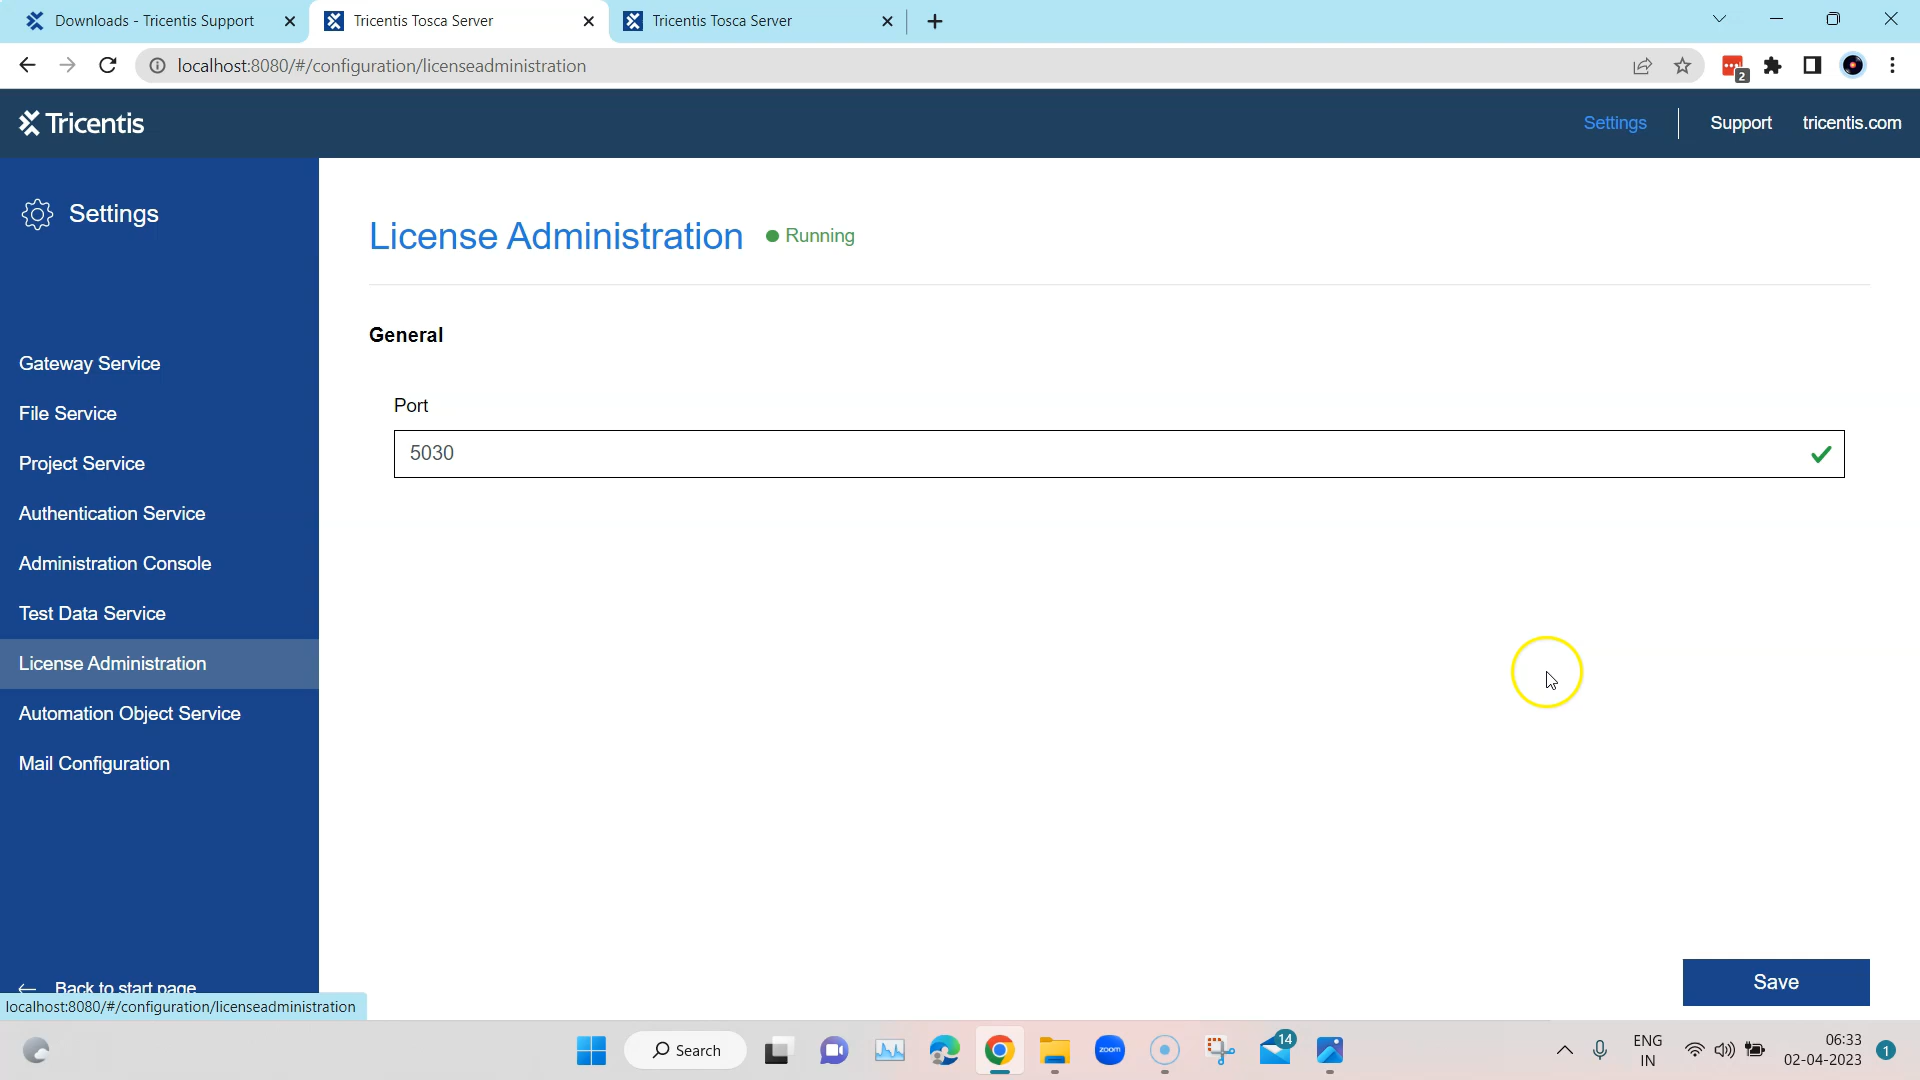 Downloads - Tricentis Support
Tricentis Tosca Server
Tricentis Tosca Server
localhost:8080/#/configuration/licenseadministration
2
Tricentis
Settings
Support
tricentis.com
Settings
License Administration
Running
General
Port
5030
Gateway Service
File Service
Project Service
Authentication Service
Administration Console
Test Data Service
License Administration
Automation Object Service
Mail Configuration
Back to start page
Save
localhost:8080/#/configuration/licenseadministration
Search
zoom
14
ENG
IN
06:33
02-04-2023
1